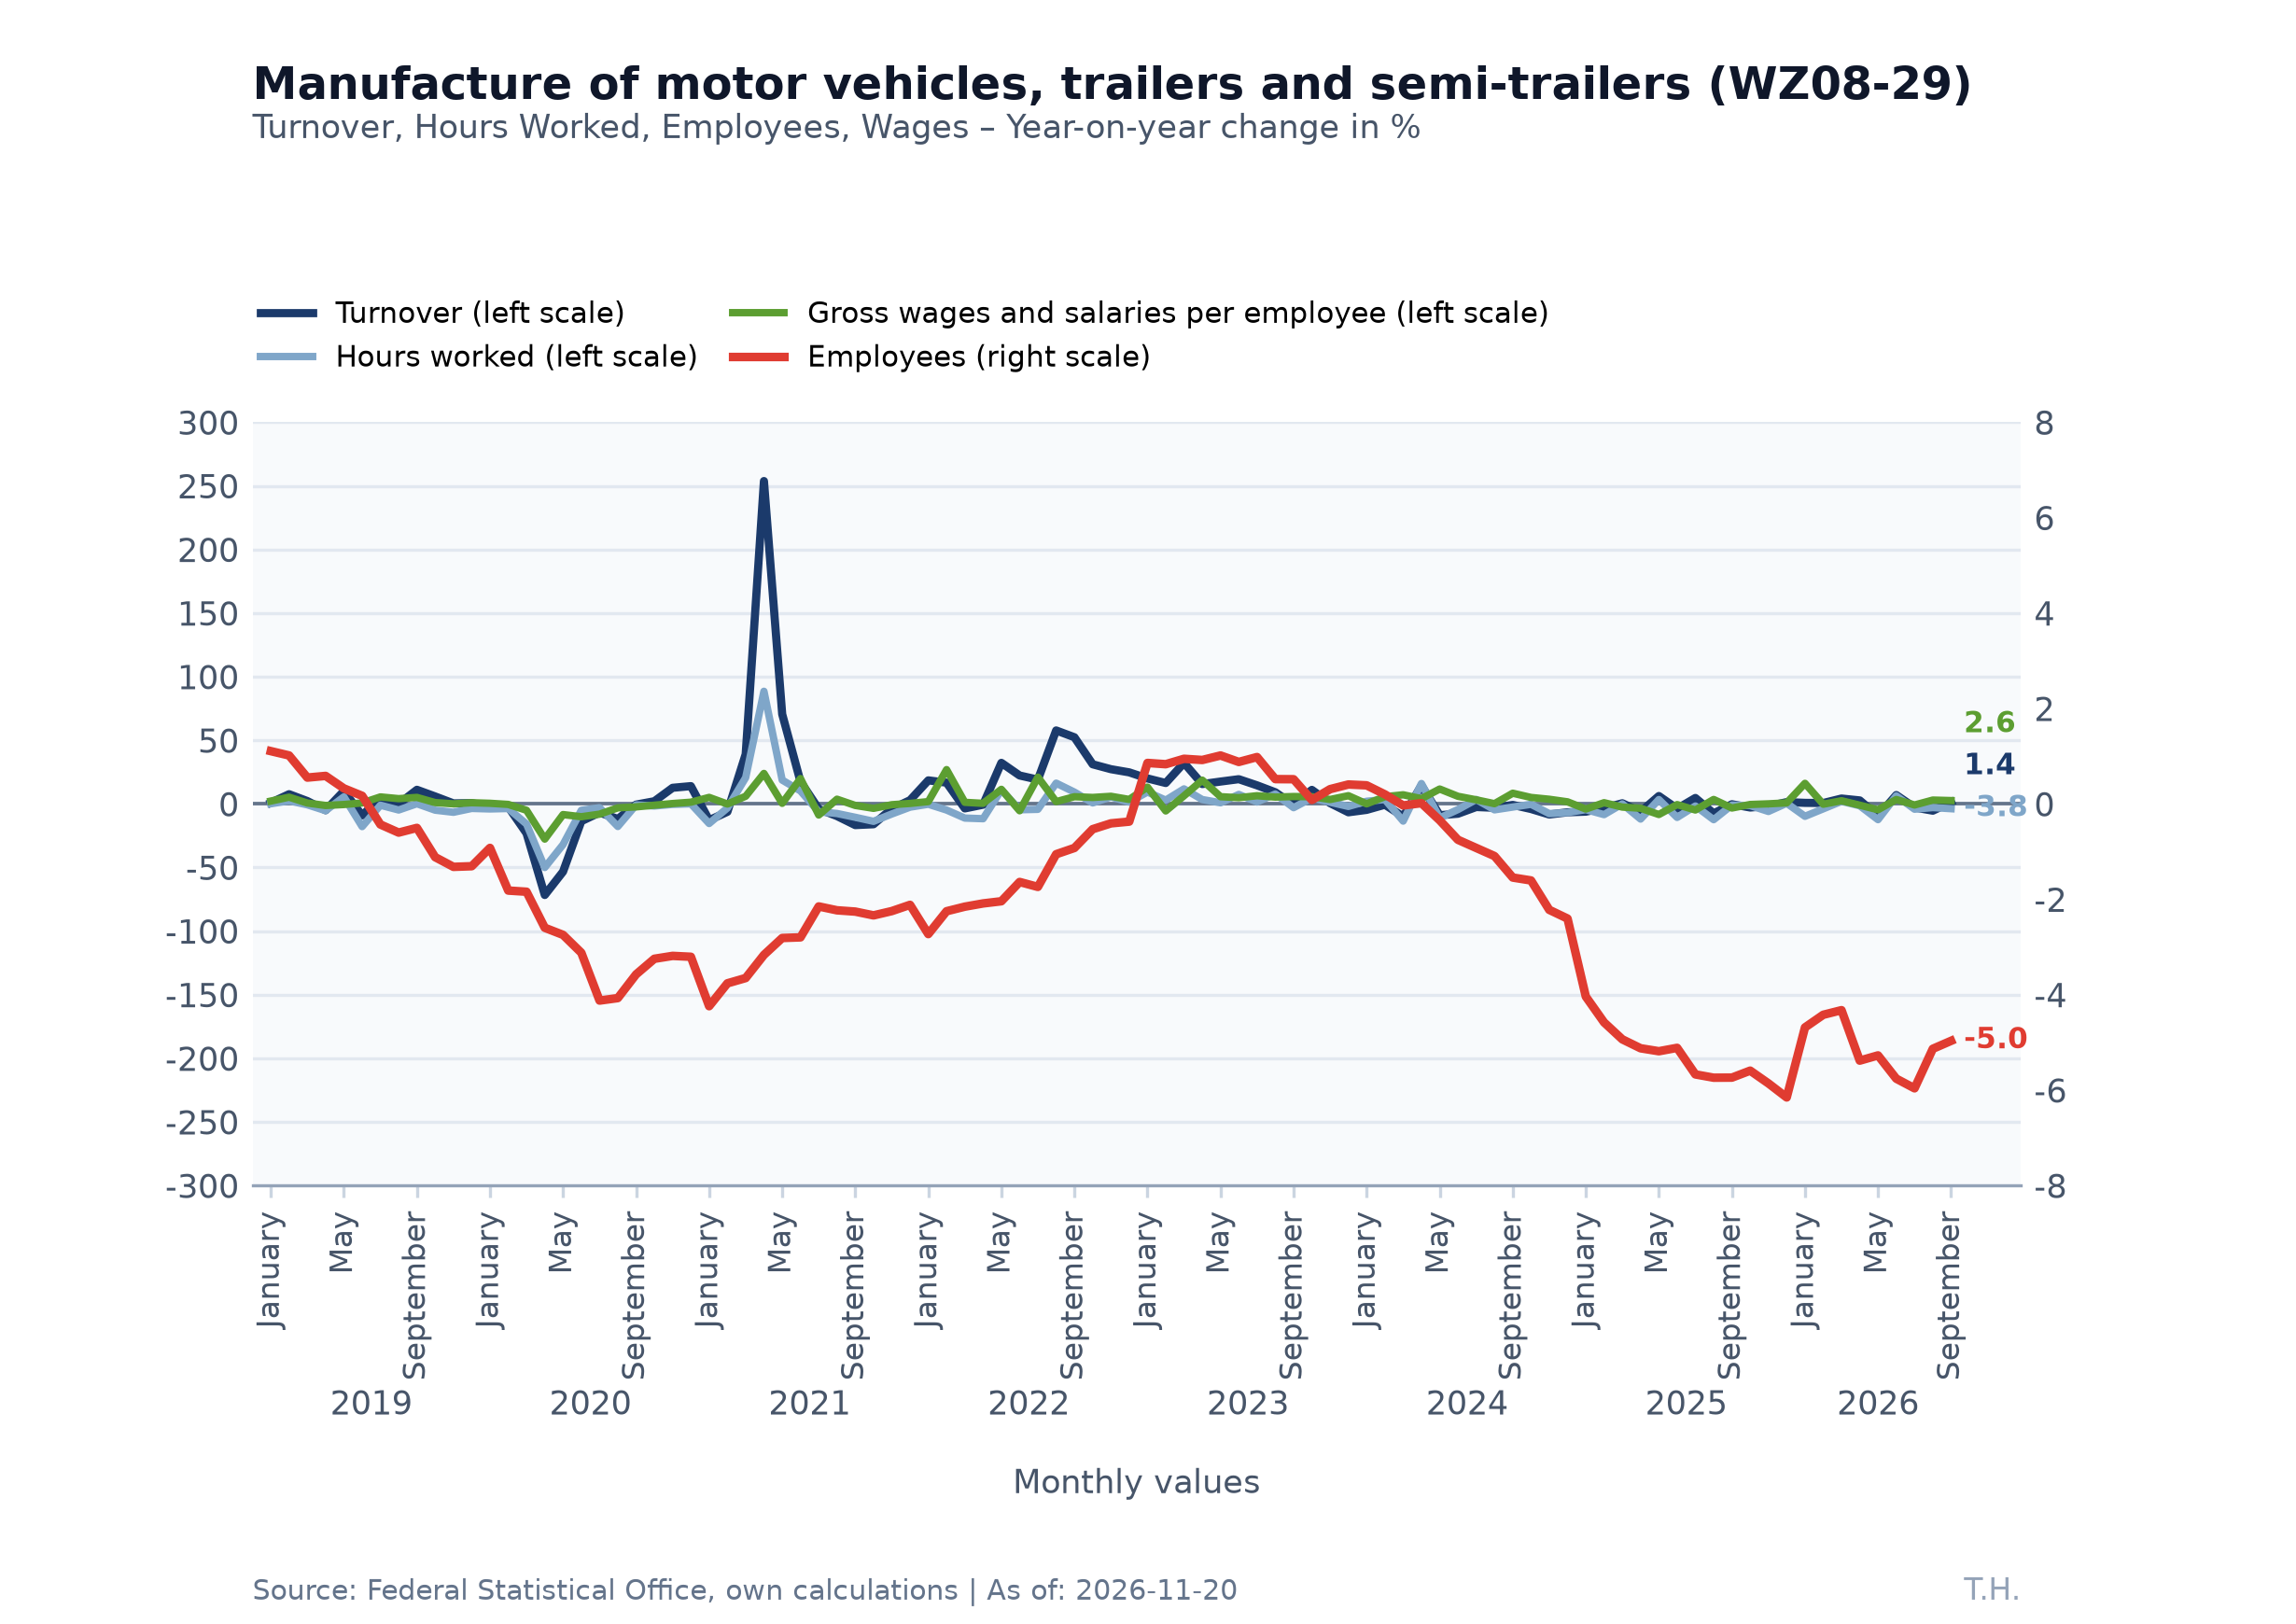 Manufacture of motor vehicles, trailers and semi-trailers (WZ08-29)
Turnover, Hours Worked, Employees, Wages – Year-on-year change in %
Turnover (left scale)
Gross wages and salaries per employee (left scale)
Hours worked (left scale)
Employees (right scale)
300 8
250
6
200
150 4
100
2
50
0 0
-50
-2
-100
-150 -4
-200
-6
-250
-300 -8
2.6
1.4
-3.8
-5.0
January May September January May September January May September January May September January May September January May September January May September January May September
2019 2020 2021 2022 2023 2024 2025 2026
Monthly values
Source: Federal Statistical Office, own calculations | As of: 2026-11-20
T.H.